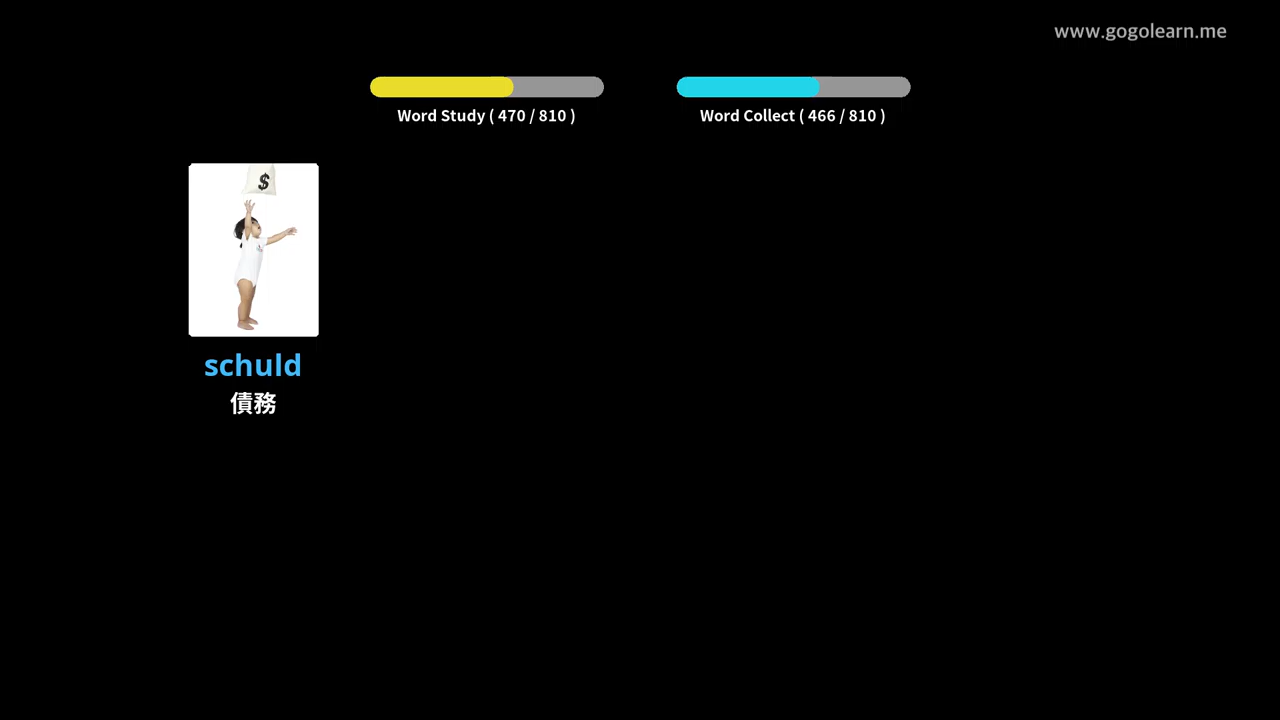 www.gogolearn.me
Word Study ( 470 / 810 )
Word Collect ( 466 / 810 )
$
schuld
債務